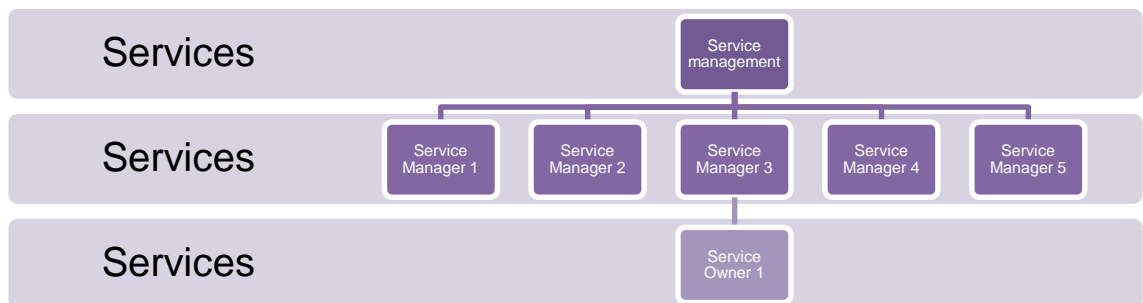 Services
Service
management
Services
Service
Manager 1
Service
Manager 2
Service
Manager 3
Service
Manager 4
Service
Manager 5
Services
Service
Owner 1